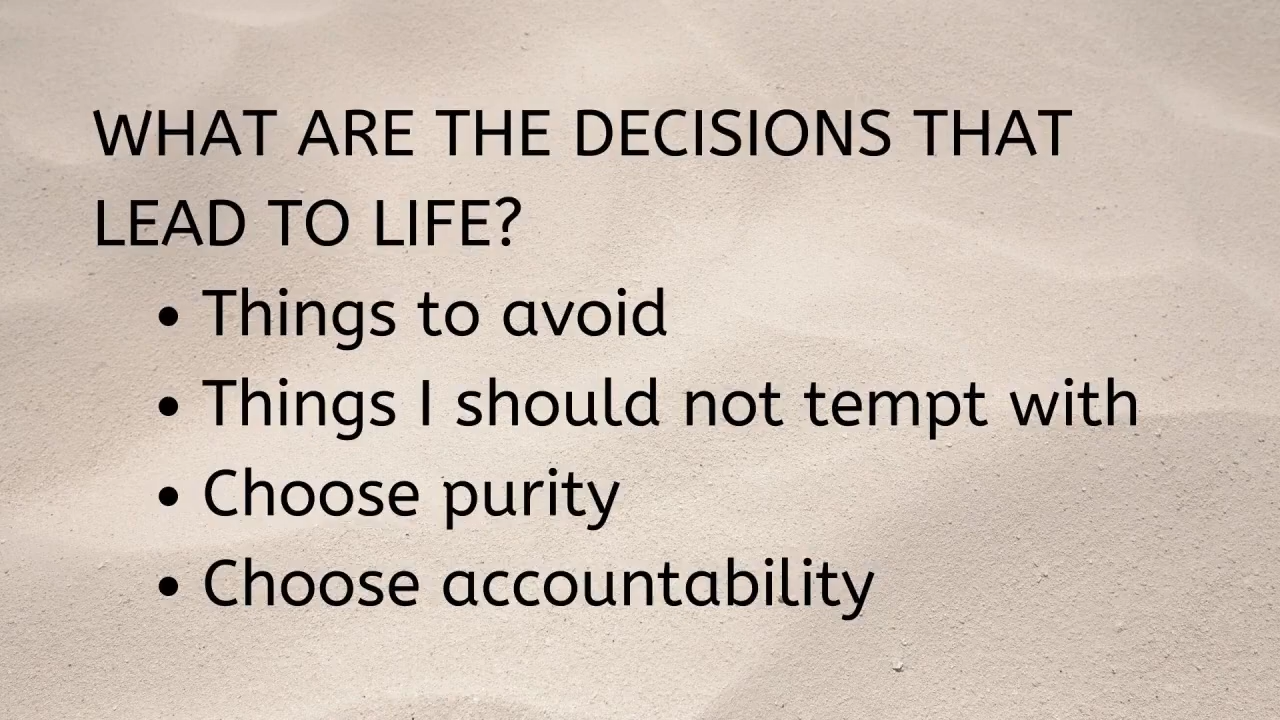 WHAT ARE THE DECISIONS THAT
LEAD TO LIFE?
• Things to avoid
• Things I should not tempt with
• Choose purity
• Choose accountability